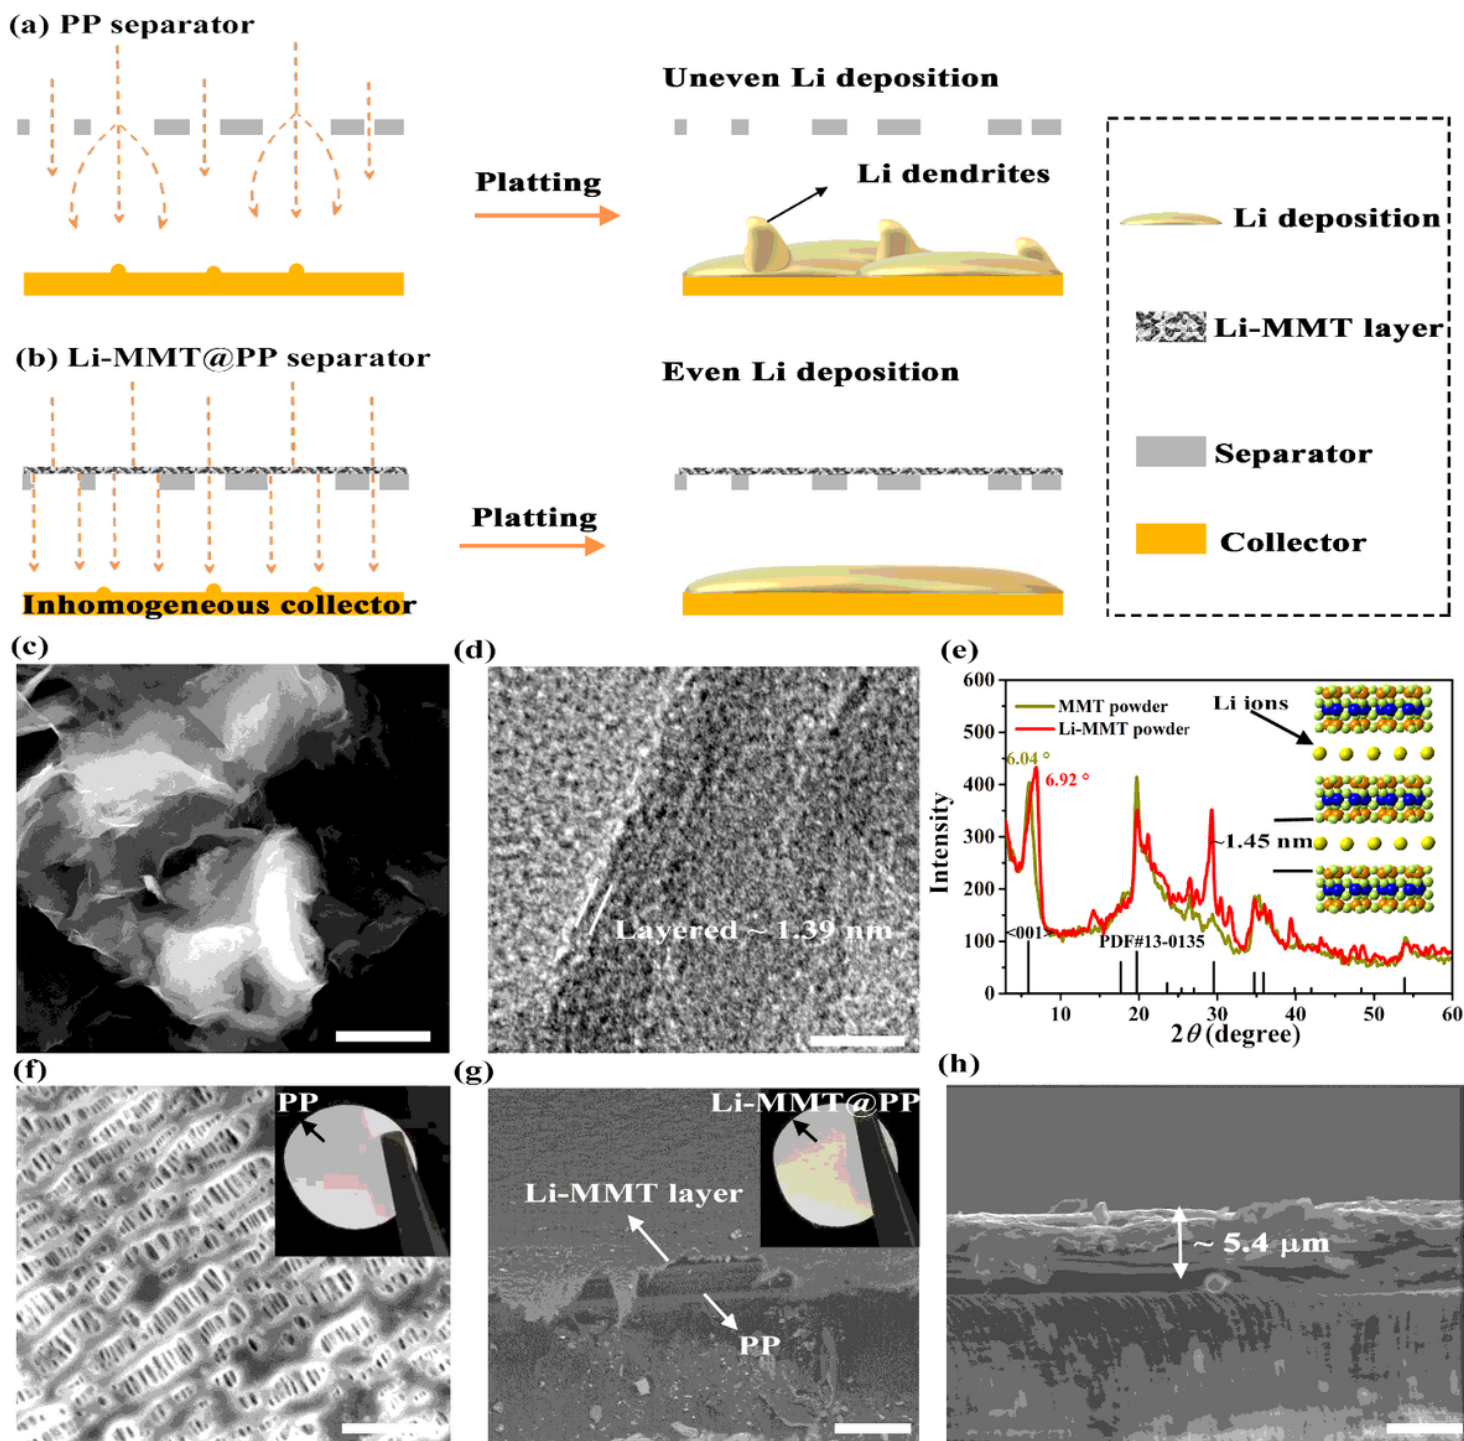 (a) PP separator
Uneven Li deposition
Li dendrites
Platting
Li deposition
Li-MMT layer
(b) Li-MMT@PP separator
Even Li deposition
Separator
Platting
Collector
Inhomogeneous collector
(c)
(d)
Layered ~ 1.39 nm
(e)
600
500
400
300
200
100
0
Intensity
MMT powder
Li-MMT powder
Li ions
6.04 °
6.92 °
~1.45 nm
<001>
PDF#13-0135
10 20 30 40 50 60
2θ (degree)
(f)
PP
(g)
Li-MMT@PP
Li-MMT layer
PP
(h)
~ 5.4 μm